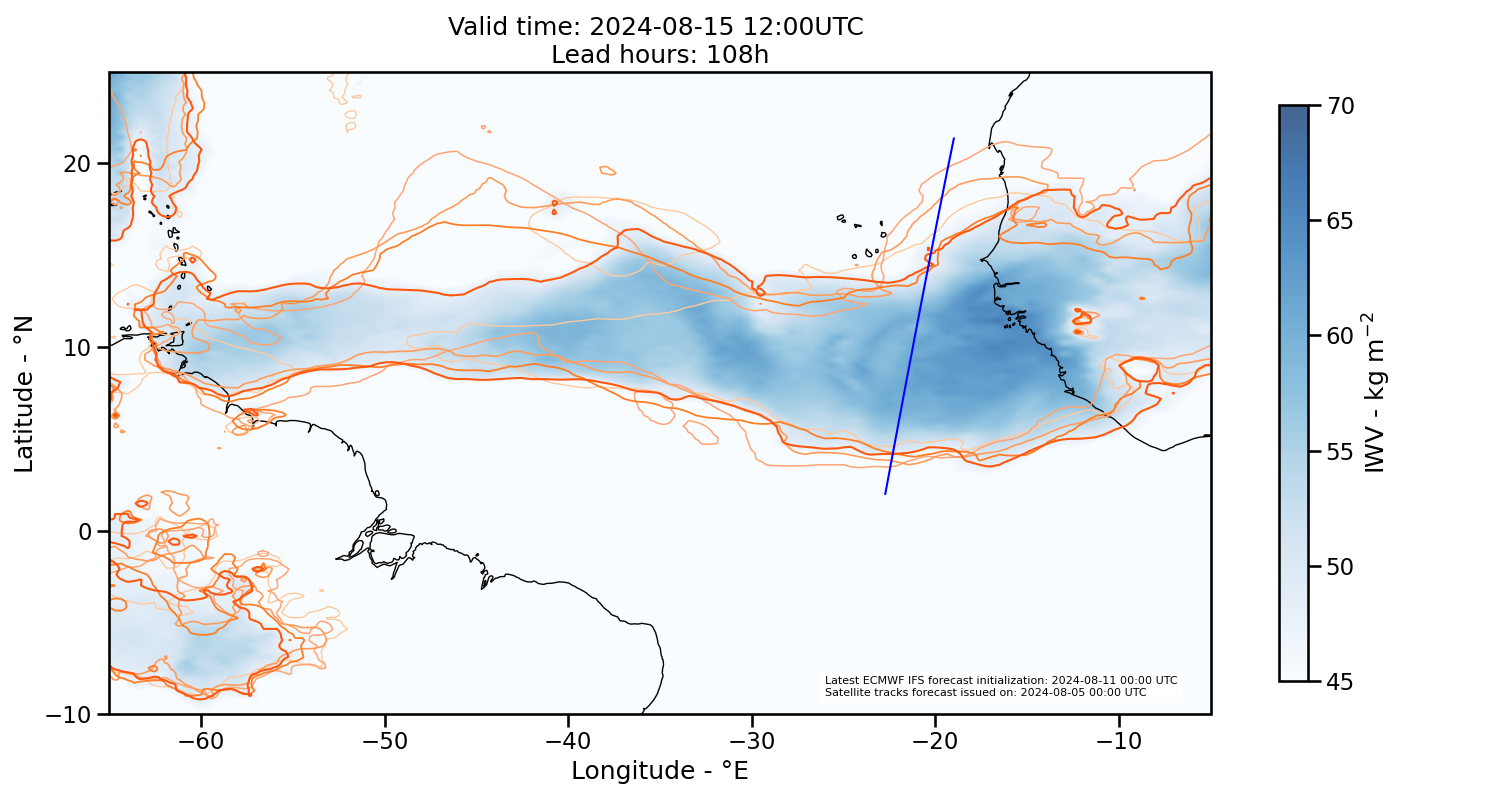 Valid time: 2024-08-15 12:00UTC
Lead hours: 108h
20
10
0
−10
Latitude - °N
−60
−50
−40
−30
−20
−10
Longitude - °E
Latest ECMWF IFS forecast initialization: 2024-08-11 00:00 UTC
Satellite tracks forecast issued on: 2024-08-05 00:00 UTC
70
65
60
55
50
45
IWV - kg m⁻²